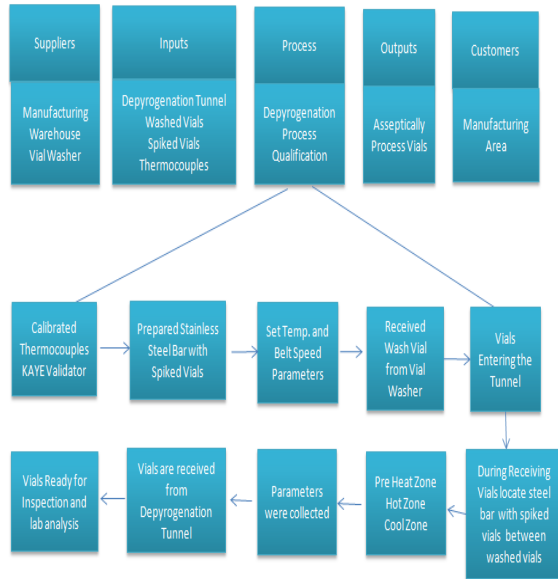 Suppliers
Inputs
Process
Outputs
Customers
Manufacturing
Warehouse
Vial Washer
Depyrogenation Tunnel
Washed Vials
Spiked Vials
Thermocouples
Depyrogenation
Process
Qualification
Asseptically
Process Vials
Manufacturing
Area
Calibrated
Thermocouples
KAYE Validator
Prepared Stainless
Steel Bar with
Spiked Vials
Set Temp. and
Belt Speed
Parameters
Received
Wash Vial
from Vial
Washer
Vials
Entering the
Tunnel
During Receiving
Vials locate steel
bar with spiked
vials between
washed vials
Pre Heat Zone
Hot Zone
Cool Zone
Parameters
were collected
Vials are received
from
Depyrogenation
Tunnel
Vials Ready for
Inspection and
lab analysis